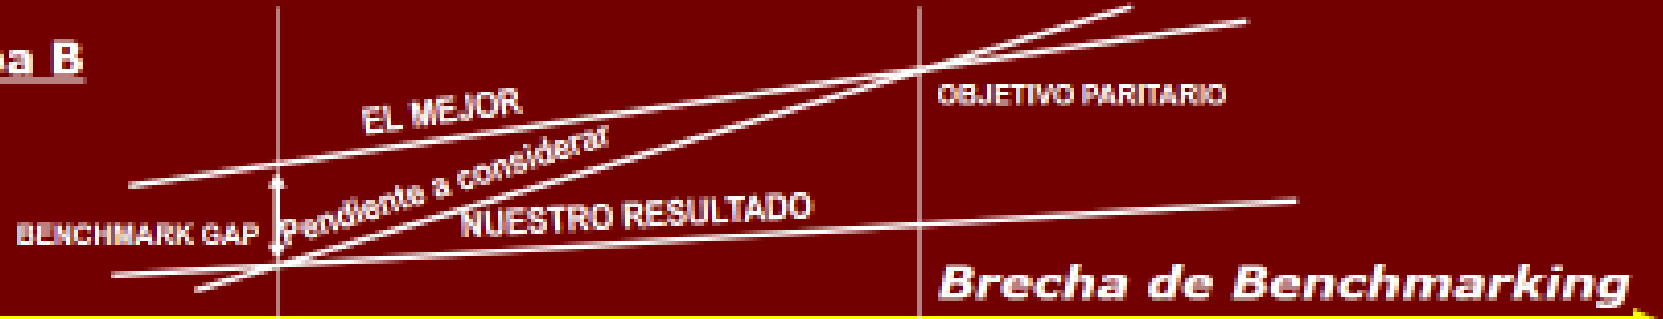 B
EL MEJOR
OBJETIVO PARITARIO
Pendiente a considerar
NUESTRO RESULTADO
BENCHMARK GAP
Brecha de Benchmarking